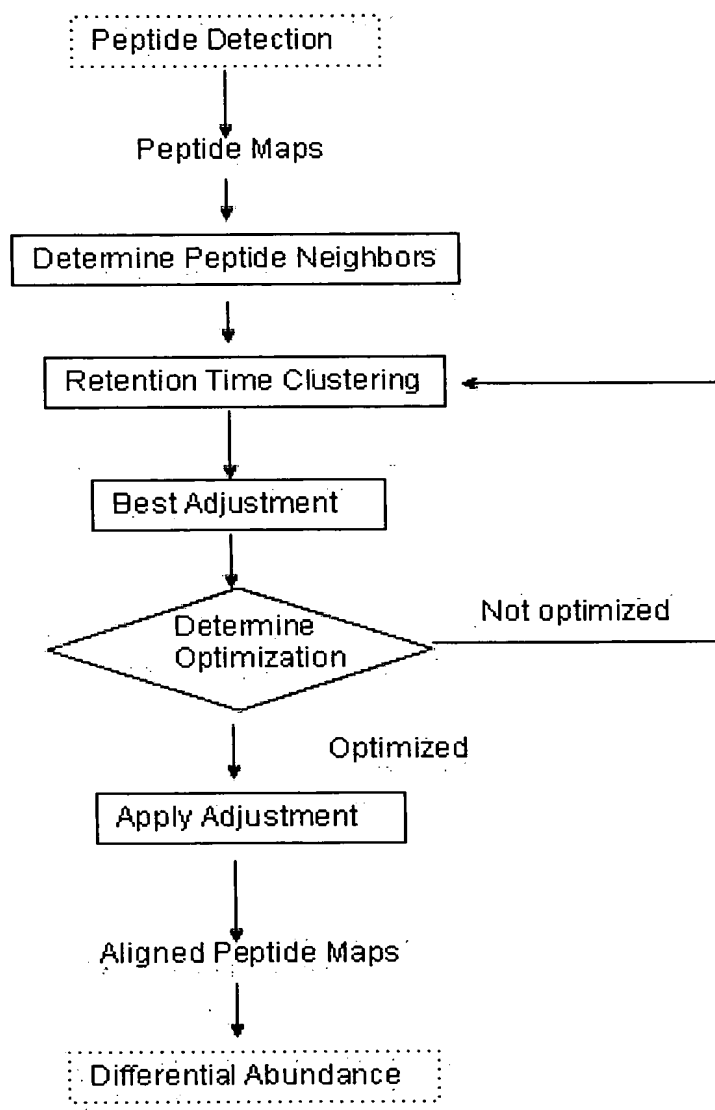 Peptide Detection
Peptide Maps
Determine Peptide Neighbors
Retention Time Clustering
Best Adjustment
Determine
Optimization
Not optimized
Optimized
Apply Adjustment
Aligned Peptide Maps
Differential Abundance